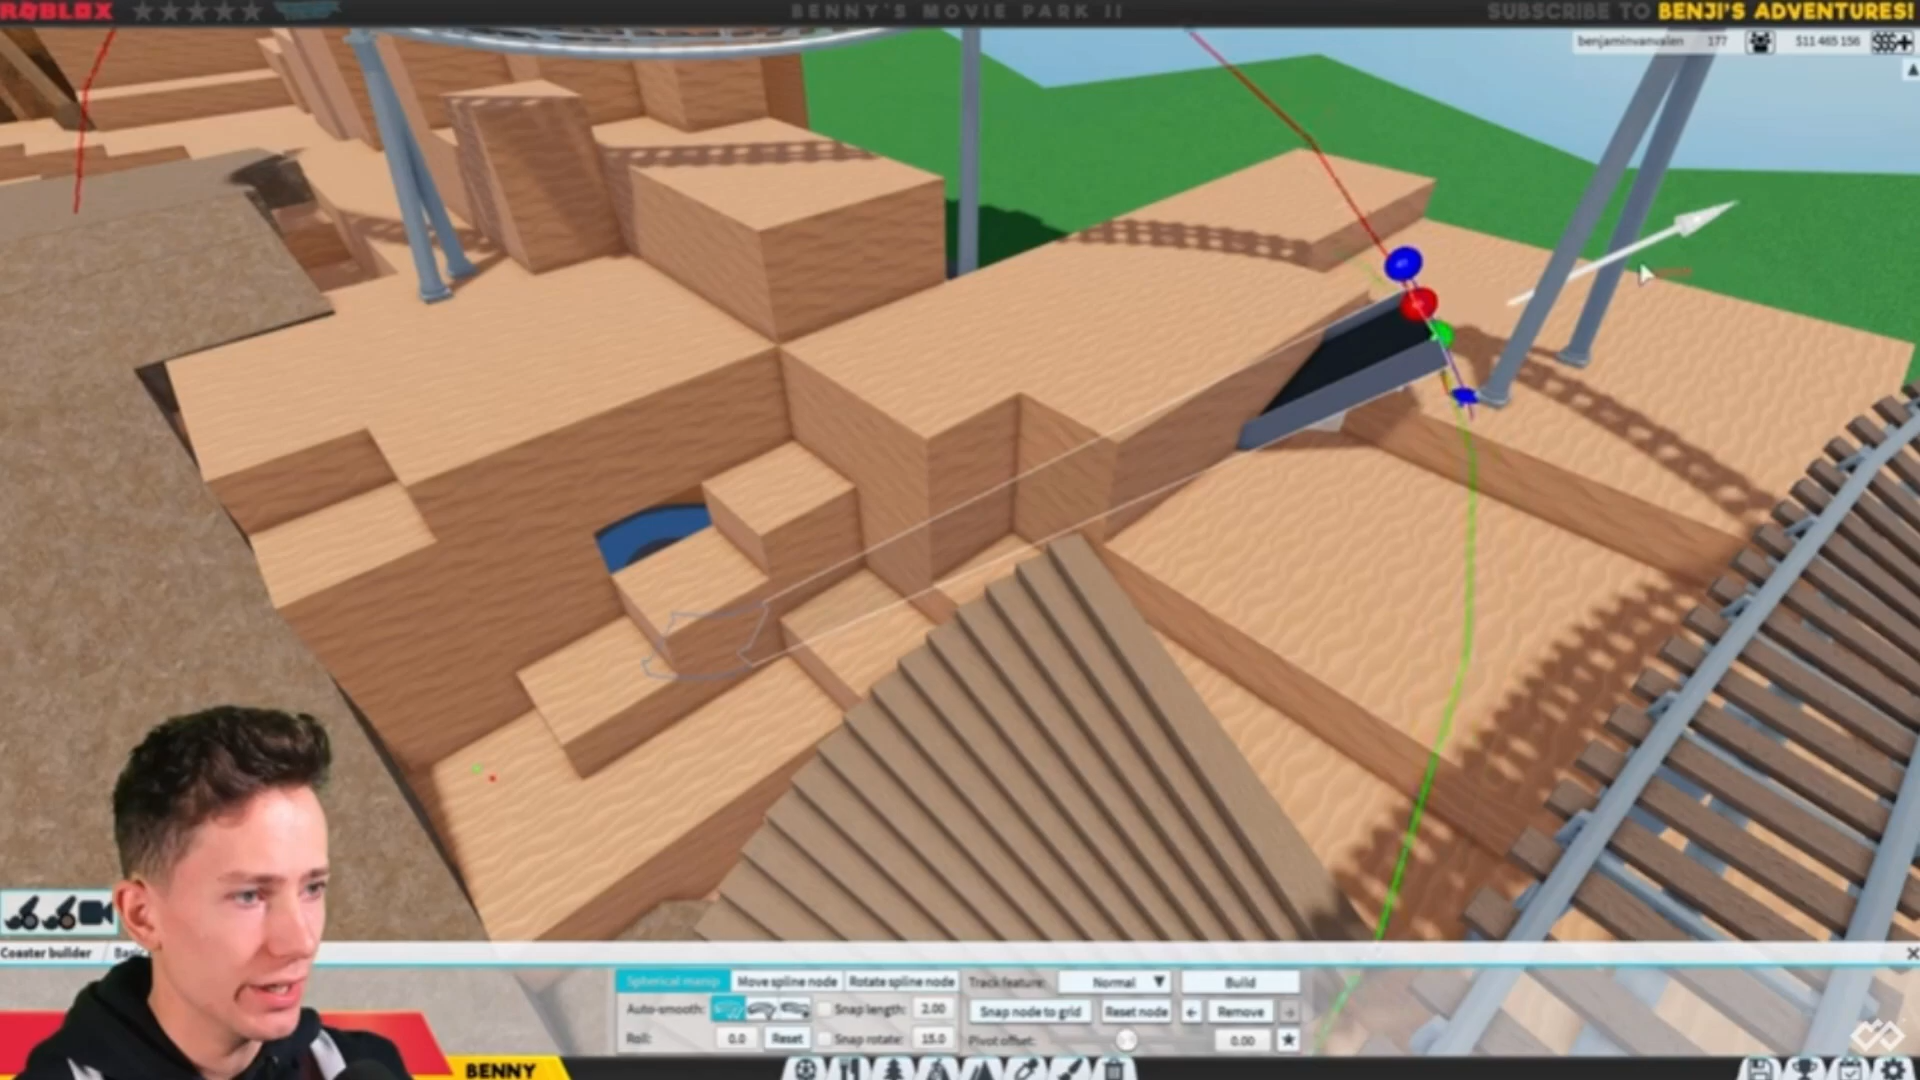 ROBLOX
BENNY'S MOVIE PARK II
SUBSCRIBE TO BENJI'S ADVENTURES!
benjaminvanvalen 177 $11 465 156 $$$+
Coaster builder
Spherical manip Move spline node Rotate spline node Track feature: Normal Build
Auto-smooth: Snap length: 2.00 Snap node to grid Reset node Remove
Roll: 0.0 Reset Snap rotate: 15.0 Pivot offset: 0.00
BENNY